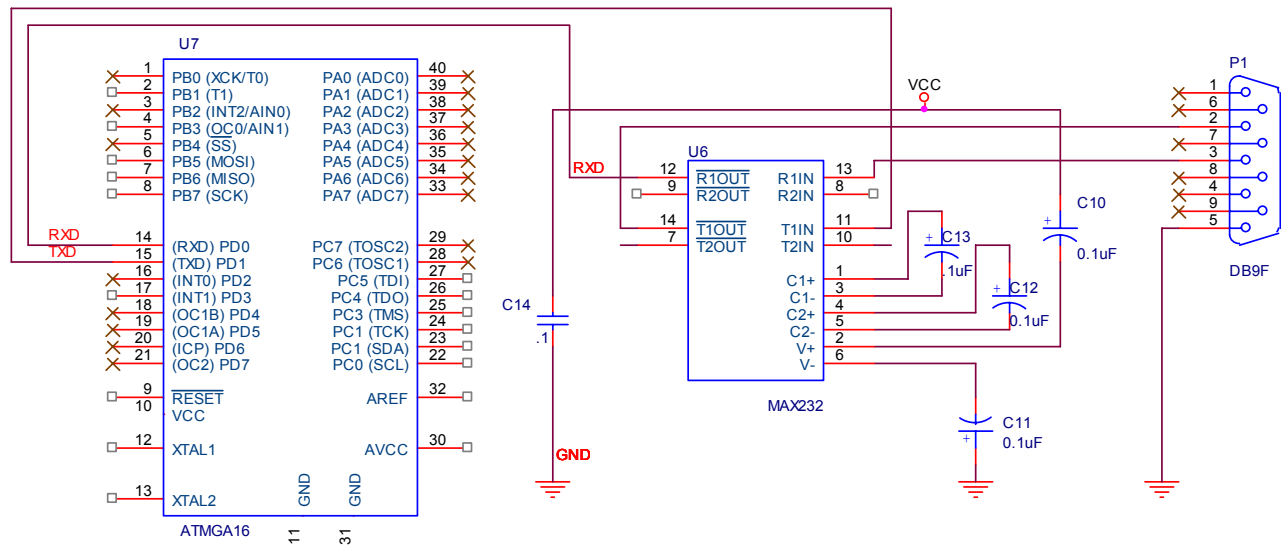 U7
1 PB0 (XCK/T0) PA0 (ADC0) 40
2 PB1 (T1) PA1 (ADC1) 39
3 PB2 (INT2/AIN0) PA2 (ADC2) 38
4 PB3 (OC0/AIN1) PA3 (ADC3) 37
5 PB4 (SS) PA4 (ADC4) 36
6 PB5 (MOSI) PA5 (ADC5) 35
7 PB6 (MISO) PA6 (ADC6) 34
8 PB7 (SCK) PA7 (ADC7) 33
RXD 14 (RXD) PD0 PC7 (TOSC2) 29
TXD 15 (TXD) PD1 PC6 (TOSC1) 28
16 (INT0) PD2 PC5 (TDI) 27
17 (INT1) PD3 PC4 (TDO) 26
18 (OC1B) PD4 PC3 (TMS) 25
19 (OC1A) PD5 PC1 (TCK) 24
20 (ICP) PD6 PC1 (SDA) 23
21 (OC2) PD7 PC0 (SCL) 22
9 RESET AREF 32
10 VCC
12 XTAL1 AVCC 30
13 XTAL2
GND GND
11 31
ATMGA16
VCC
U6
RXD 12 R1OUT R1IN 13
9 R2OUT R2IN 8
14 T1OUT T1IN 11
7 T2OUT T2IN 10
C1+ 1
C1- 3
C2+ 4
C2- 5
V+ 2
V- 6
MAX232
C14
.1
GND
C13
.1uF
C12
0.1uF
C10
0.1uF
C11
0.1uF
P1
1
6
2
7
3
8
4
9
5
DB9F